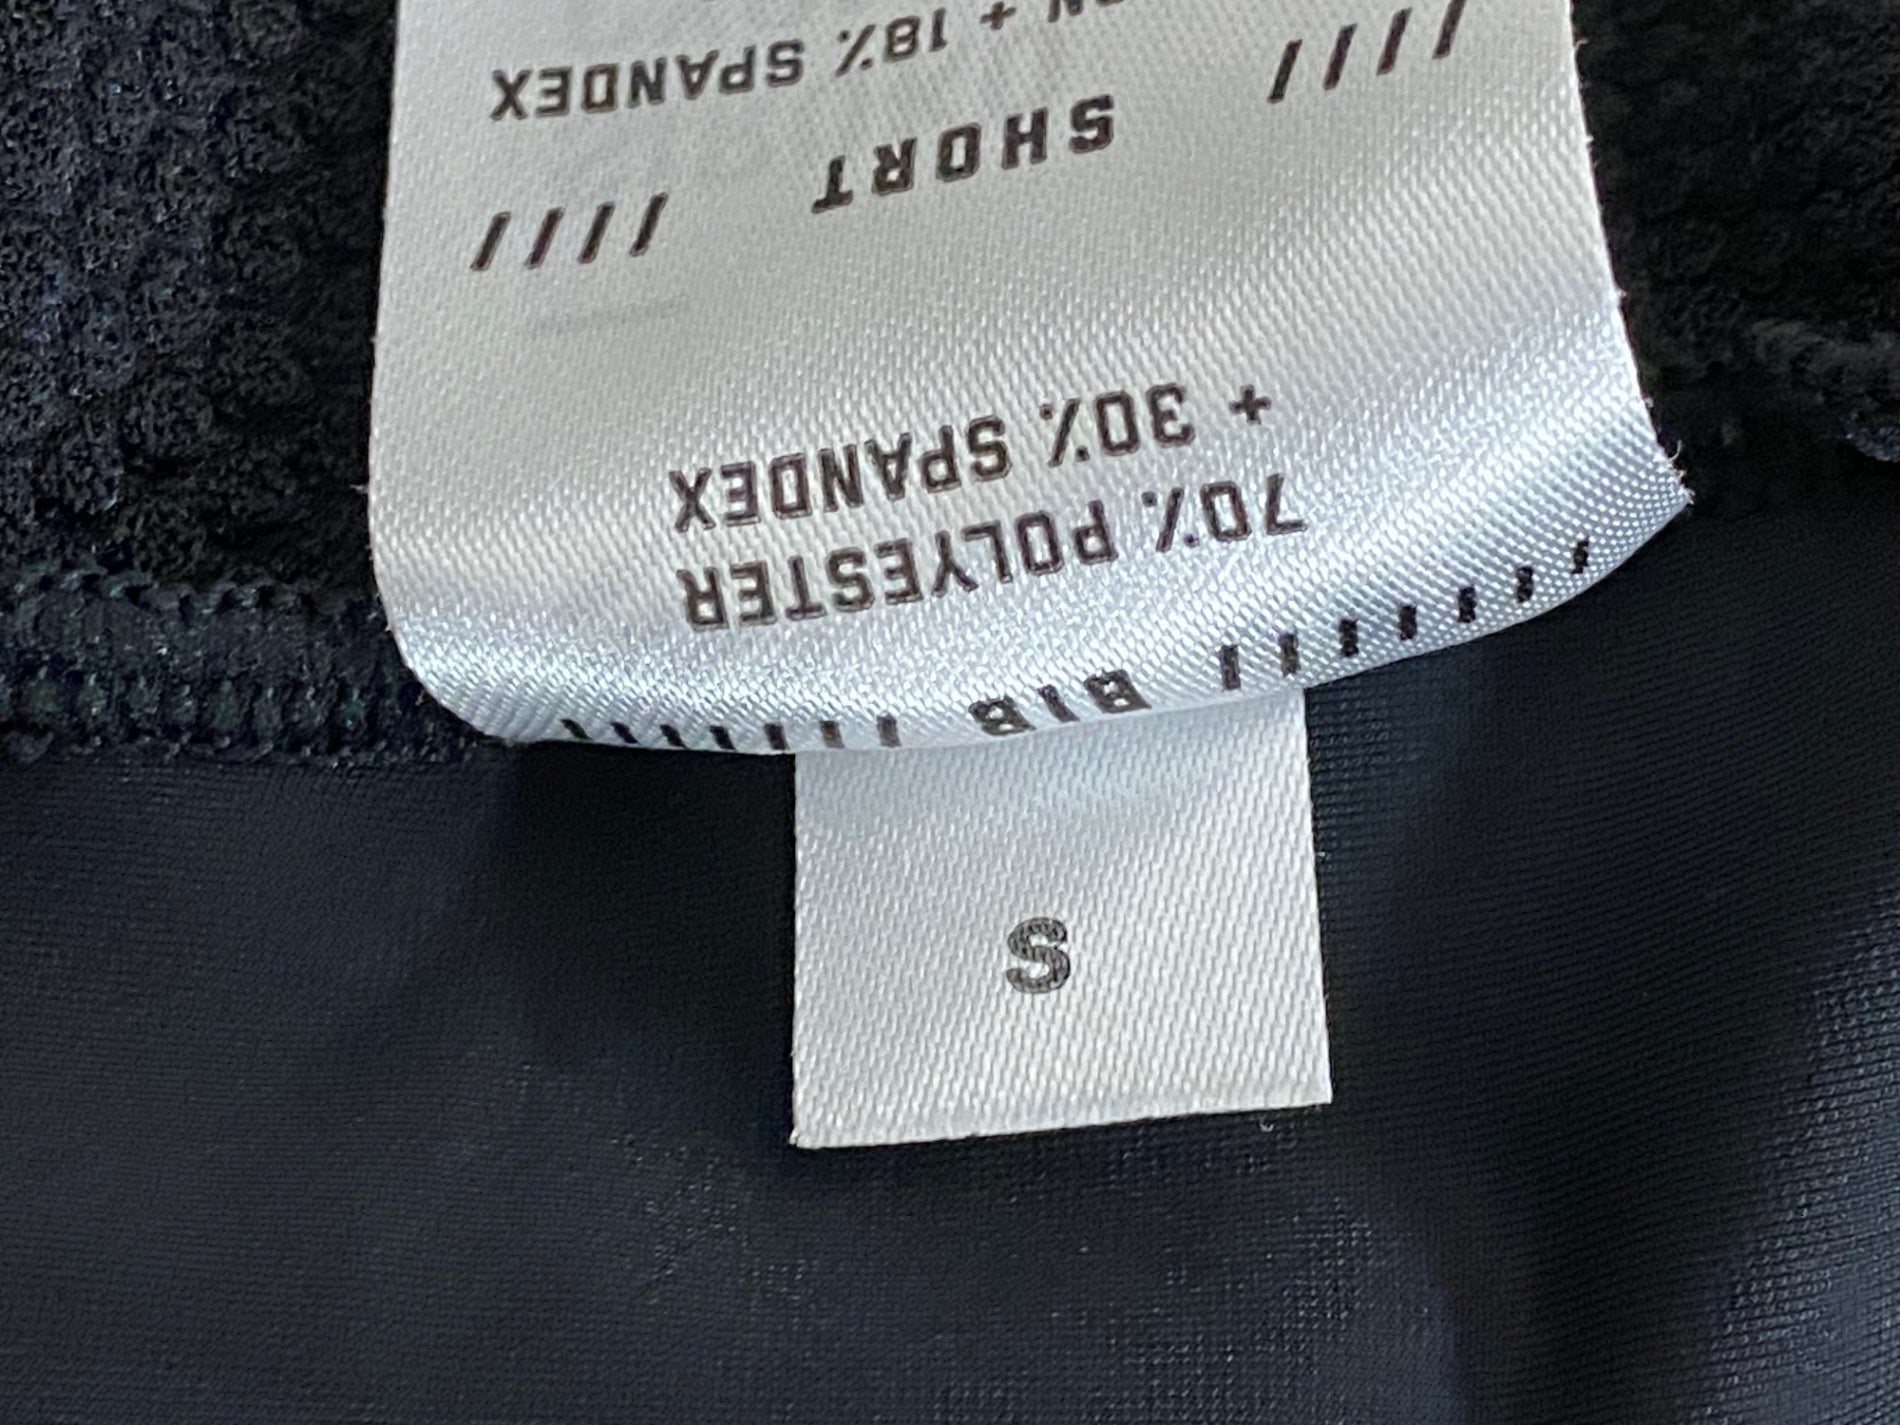 S
/////// BIB ///////
70% POLYESTER
+ 30% SPANDEX
//// SHORT ////
+ 18% SPANDEX